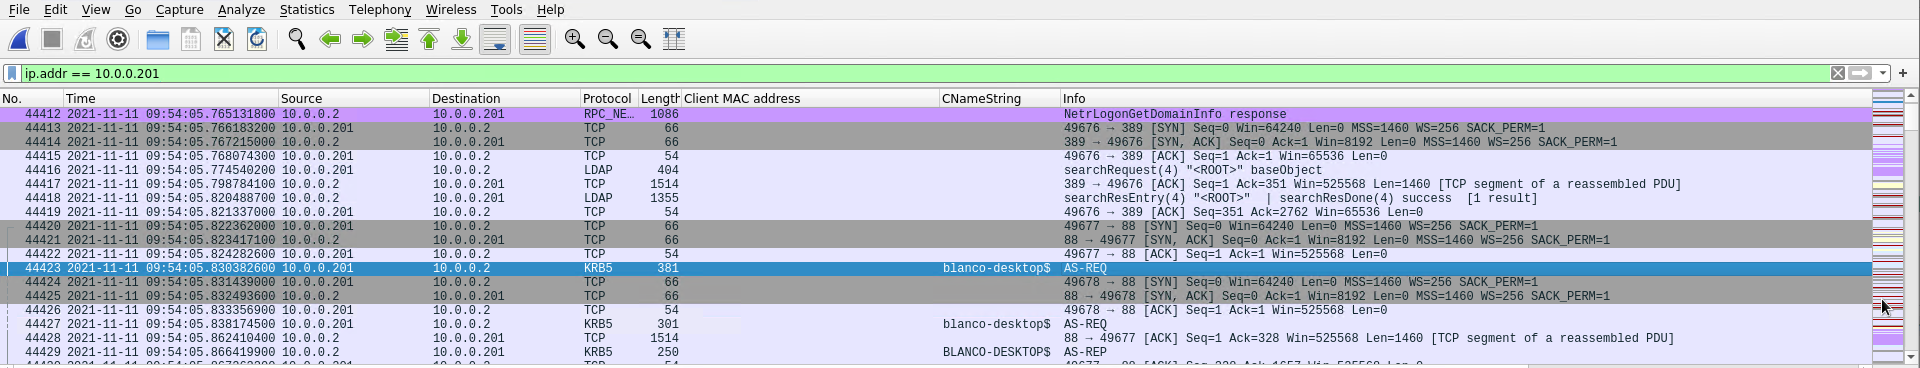 File Edit View Go Capture Analyze Statistics Telephony Wireless Tools Help
ip.addr == 10.0.0.201
No. Time Source Destination Protocol Length Client MAC address CNameString Info
44412 2021-11-11 09:54:05.765131800 10.0.0.2 10.0.0.201 RPC_NE… 1086 NetrLogonGetDomainInfo response
44413 2021-11-11 09:54:05.766183200 10.0.0.201 10.0.0.2 TCP 66 49676 → 389 [SYN] Seq=0 Win=64240 Len=0 MSS=1460 WS=256 SACK_PERM=1
44414 2021-11-11 09:54:05.767215000 10.0.0.2 10.0.0.201 TCP 66 389 → 49676 [SYN, ACK] Seq=0 Ack=1 Win=8192 Len=0 MSS=1460 WS=256 SACK_PERM=1
44415 2021-11-11 09:54:05.768074300 10.0.0.201 10.0.0.2 TCP 54 49676 → 389 [ACK] Seq=1 Ack=1 Win=65536 Len=0
44416 2021-11-11 09:54:05.774540200 10.0.0.201 10.0.0.2 LDAP 404 searchRequest(4) "<ROOT>" baseObject
44417 2021-11-11 09:54:05.798784100 10.0.0.2 10.0.0.201 TCP 1514 389 → 49676 [ACK] Seq=1 Ack=351 Win=525568 Len=1460 [TCP segment of a reassembled PDU]
44418 2021-11-11 09:54:05.820488700 10.0.0.2 10.0.0.201 LDAP 1355 searchResEntry(4) "<ROOT>" | searchResDone(4) success [1 result]
44419 2021-11-11 09:54:05.821337000 10.0.0.201 10.0.0.2 TCP 54 49676 → 389 [ACK] Seq=351 Ack=2762 Win=65536 Len=0
44420 2021-11-11 09:54:05.822362000 10.0.0.201 10.0.0.2 TCP 66 49677 → 88 [SYN] Seq=0 Win=64240 Len=0 MSS=1460 WS=256 SACK_PERM=1
44421 2021-11-11 09:54:05.823417100 10.0.0.2 10.0.0.201 TCP 66 88 → 49677 [SYN, ACK] Seq=0 Ack=1 Win=8192 Len=0 MSS=1460 WS=256 SACK_PERM=1
44422 2021-11-11 09:54:05.824282600 10.0.0.201 10.0.0.2 TCP 54 49677 → 88 [ACK] Seq=1 Ack=1 Win=525568 Len=0
44423 2021-11-11 09:54:05.830382600 10.0.0.201 10.0.0.2 KRB5 381 blanco-desktop$ AS-REQ
44424 2021-11-11 09:54:05.831439000 10.0.0.201 10.0.0.2 TCP 66 49678 → 88 [SYN] Seq=0 Win=64240 Len=0 MSS=1460 WS=256 SACK_PERM=1
44425 2021-11-11 09:54:05.832493600 10.0.0.2 10.0.0.201 TCP 66 88 → 49678 [SYN, ACK] Seq=0 Ack=1 Win=8192 Len=0 MSS=1460 WS=256 SACK_PERM=1
44426 2021-11-11 09:54:05.833356900 10.0.0.201 10.0.0.2 TCP 54 49678 → 88 [ACK] Seq=1 Ack=1 Win=525568 Len=0
44427 2021-11-11 09:54:05.838174500 10.0.0.201 10.0.0.2 KRB5 301 blanco-desktop$ AS-REQ
44428 2021-11-11 09:54:05.862410400 10.0.0.2 10.0.0.201 TCP 1514 88 → 49677 [ACK] Seq=1 Ack=328 Win=525568 Len=1460 [TCP segment of a reassembled PDU]
44429 2021-11-11 09:54:05.866419900 10.0.0.2 10.0.0.201 KRB5 250 BLANCO-DESKTOP$ AS-REP